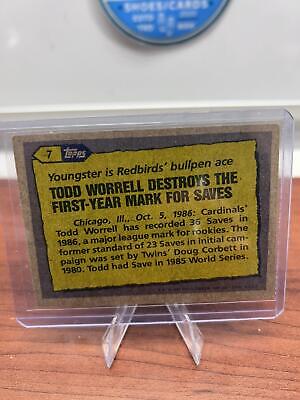 SHOES/CARDS
7
Topps
Youngster is Redbirds' bullpen ace
TODD WORRELL DESTROYS THE
FIRST-YEAR MARK FOR SAVES
Chicago, Ill., Oct. 5, 1986: Cardinals'
Todd Worrell has recorded 36 Saves in
1986, a major league mark for rookies. The
former standard of 23 Saves in initial cam-
paign was set by Twins' Doug Corbett in
1980. Todd had Save in 1985 World Series.